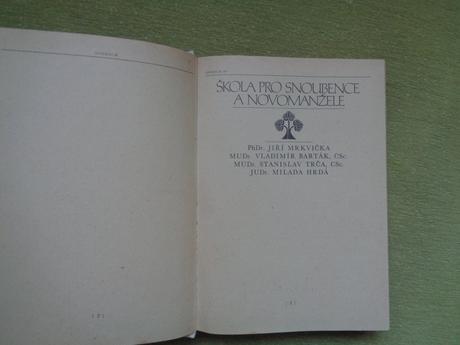 ŠKOLA PRO SNOUBENCE
A NOVOMANŽELE
PhDr. JIŘÍ MRKVIČKA
MUDr. VLADIMÍR BARTÁK, CSc.
MUDr. STANISLAV TRČA, CSc.
JUDr. MILADA HRDÁ